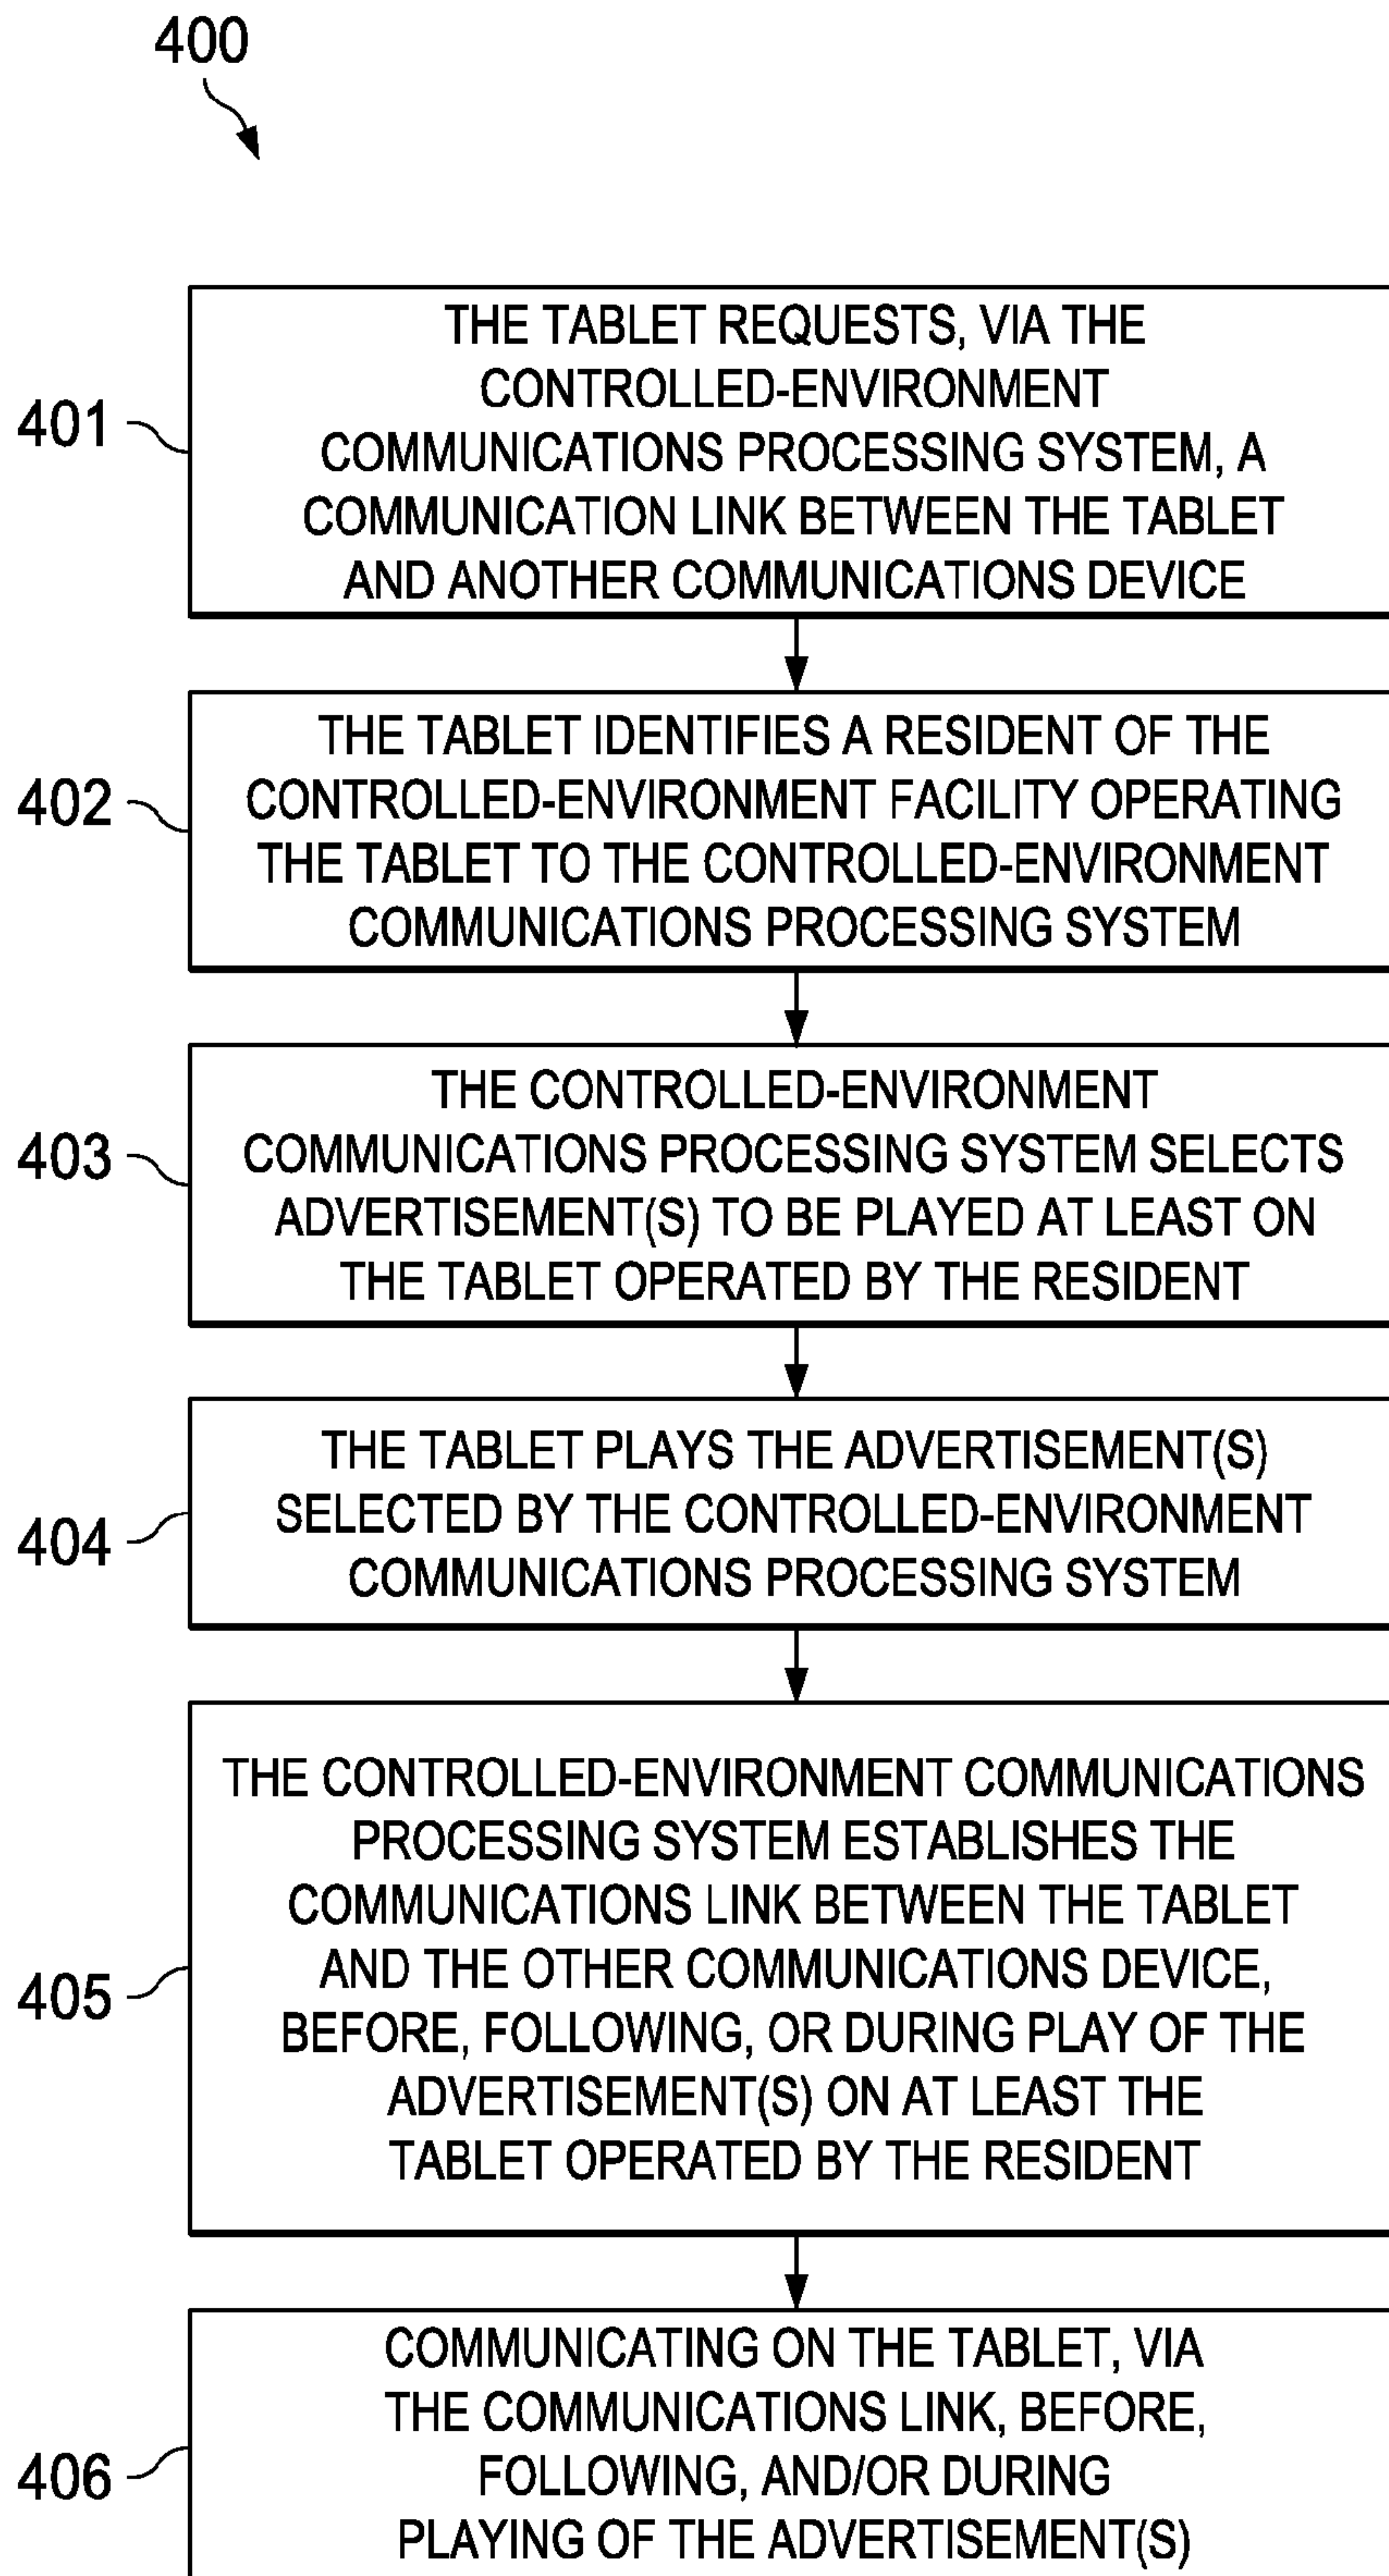 400
401
THE TABLET REQUESTS, VIA THE
CONTROLLED-ENVIRONMENT
COMMUNICATIONS PROCESSING SYSTEM, A
COMMUNICATION LINK BETWEEN THE TABLET
AND ANOTHER COMMUNICATIONS DEVICE
402
THE TABLET IDENTIFIES A RESIDENT OF THE
CONTROLLED-ENVIRONMENT FACILITY OPERATING
THE TABLET TO THE CONTROLLED-ENVIRONMENT
COMMUNICATIONS PROCESSING SYSTEM
403
THE CONTROLLED-ENVIRONMENT
COMMUNICATIONS PROCESSING SYSTEM SELECTS
ADVERTISEMENT(S) TO BE PLAYED AT LEAST ON
THE TABLET OPERATED BY THE RESIDENT
404
THE TABLET PLAYS THE ADVERTISEMENT(S)
SELECTED BY THE CONTROLLED-ENVIRONMENT
COMMUNICATIONS PROCESSING SYSTEM
405
THE CONTROLLED-ENVIRONMENT COMMUNICATIONS
PROCESSING SYSTEM ESTABLISHES THE
COMMUNICATIONS LINK BETWEEN THE TABLET
AND THE OTHER COMMUNICATIONS DEVICE,
BEFORE, FOLLOWING, OR DURING PLAY OF THE
ADVERTISEMENT(S) ON AT LEAST THE
TABLET OPERATED BY THE RESIDENT
406
COMMUNICATING ON THE TABLET, VIA
THE COMMUNICATIONS LINK, BEFORE,
FOLLOWING, AND/OR DURING
PLAYING OF THE ADVERTISEMENT(S)